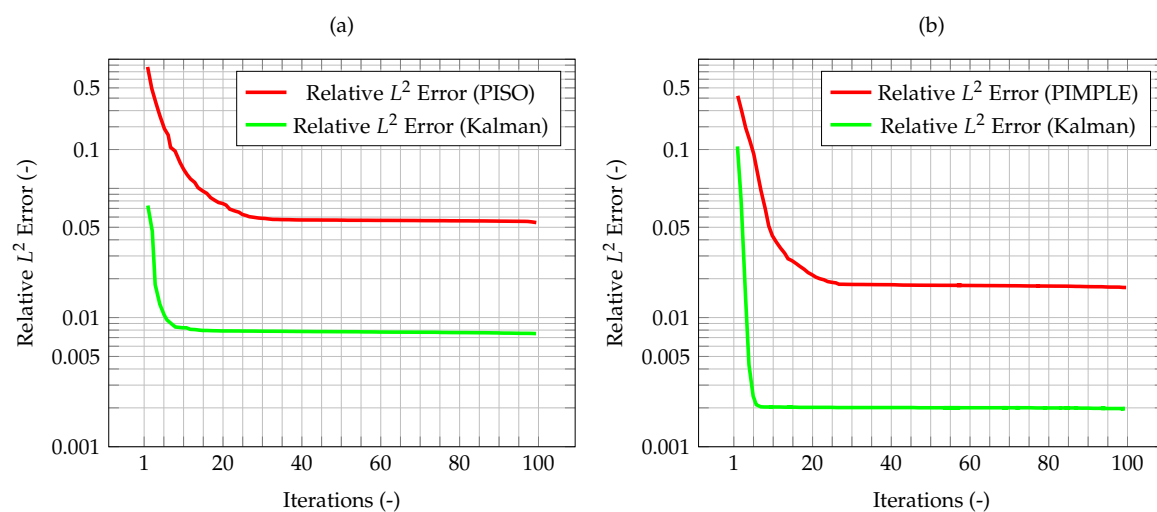 (a)
Relative L² Error (-)
0.5
0.1
0.05
0.01
0.005
0.001
Relative L² Error (PISO)
Relative L² Error (Kalman)
1 20 40 60 80 100
Iterations (-)
(b)
Relative L² Error (-)
0.5
0.1
0.05
0.01
0.005
0.001
Relative L² Error (PIMPLE)
Relative L² Error (Kalman)
1 20 40 60 80 100
Iterations (-)